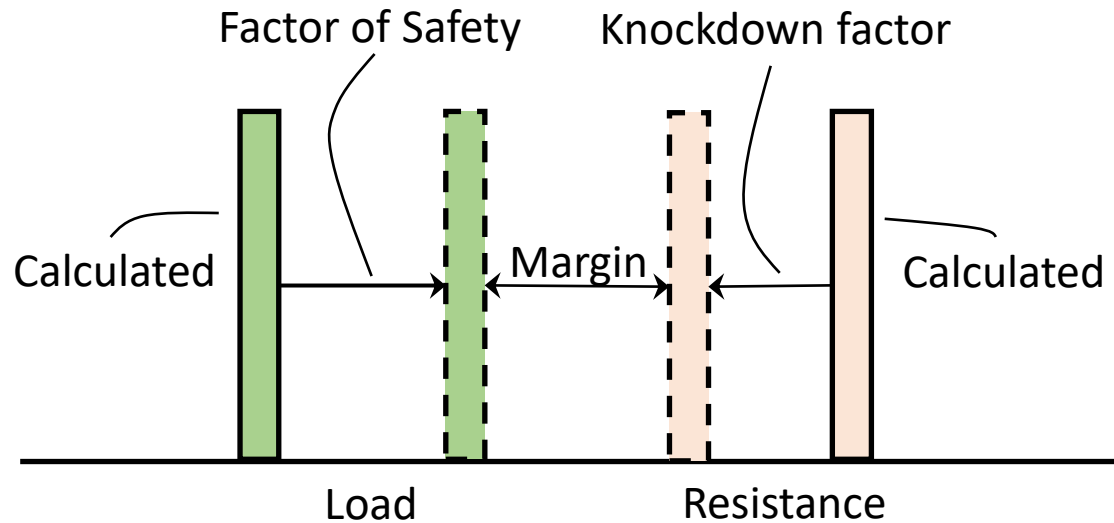 Factor of Safety
Knockdown factor
Calculated
Margin
Calculated
Load
Resistance